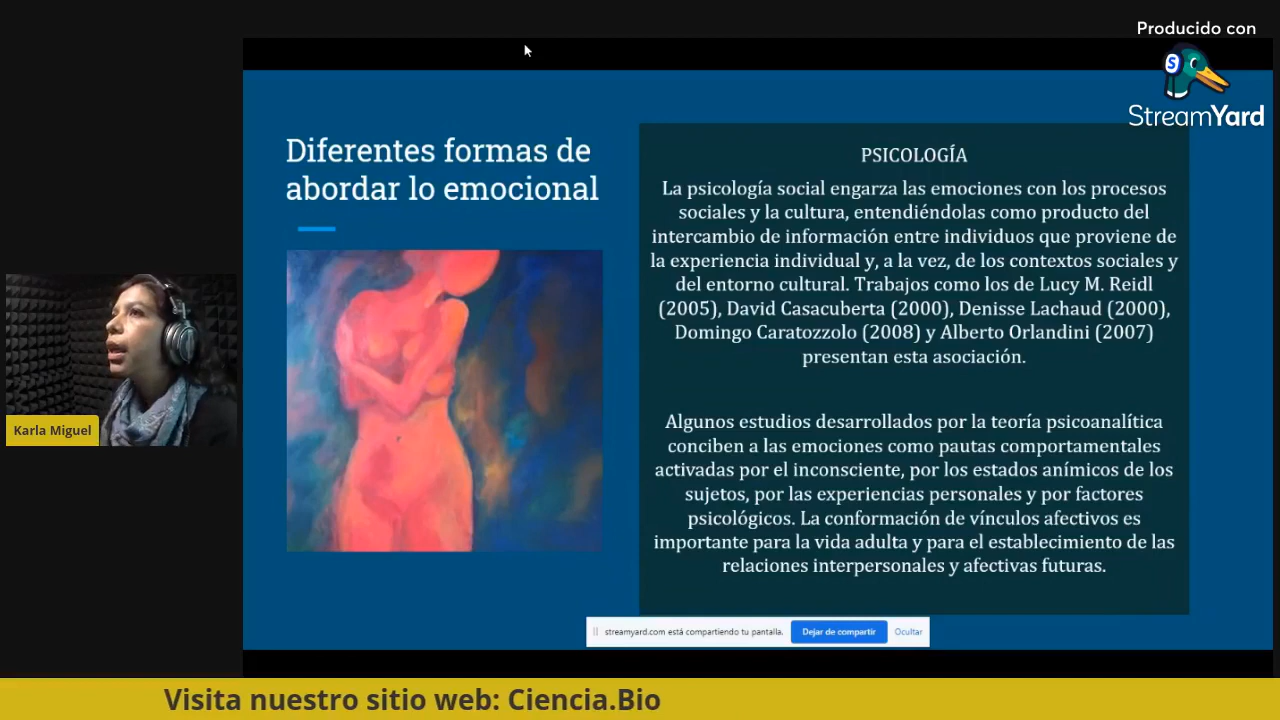 Producido con
StreamYard
Diferentes formas de
abordar lo emocional
PSICOLOGÍA
La psicología social engarza las emociones con los procesos
sociales y la cultura, entendiéndolas como producto del
intercambio de información entre individuos que proviene de
la experiencia individual y, a la vez, de los contextos sociales y
del entorno cultural. Trabajos como los de Lucy M. Reidl
(2005), David Casacuberta (2000), Denisse Lachaud (2000),
Domingo Caratozzolo (2008) y Alberto Orlandini (2007)
presentan esta asociación.
Algunos estudios desarrollados por la teoría psicoanalítica
conciben a las emociones como pautas comportamentales
activadas por el inconsciente, por los estados anímicos de los
sujetos, por las experiencias personales y por factores
psicológicos. La conformación de vínculos afectivos es
importante para la vida adulta y para el establecimiento de las
relaciones interpersonales y afectivas futuras.
Karla Miguel
streamyard.com está compartiendo tu pantalla. Dejar de compartir Ocultar
Visita nuestro sitio web: Ciencia.Bio